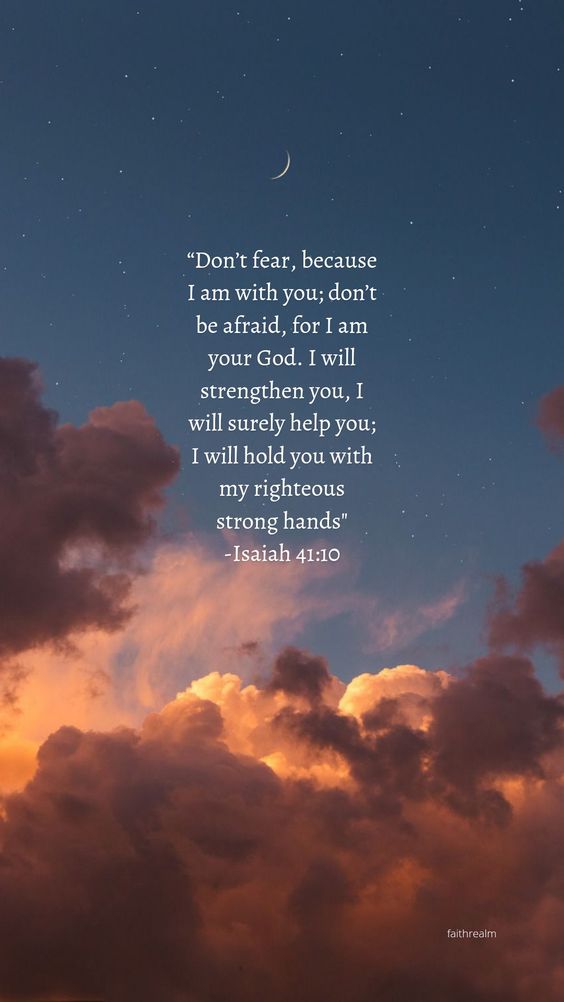 “Don’t fear, because
I am with you; don’t
be afraid, for I am
your God. I will
strengthen you, I
will surely help you;
I will hold you with
my righteous
strong hands"
-Isaiah 41:10
faithrealm